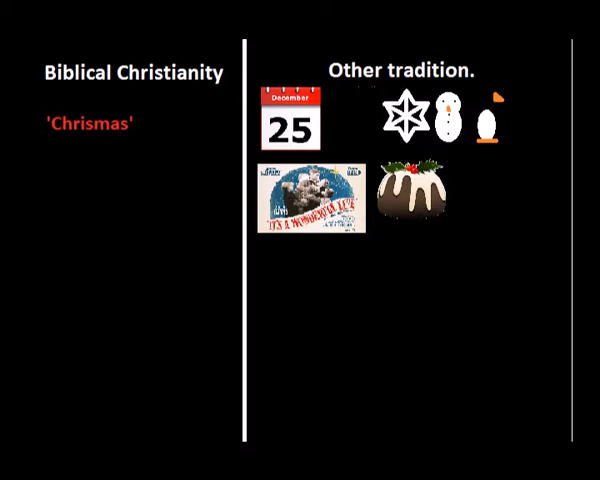 Biblical Christianity
Other tradition.
'Chrismas'
December
25
IT'S A WONDERFUL LIFE